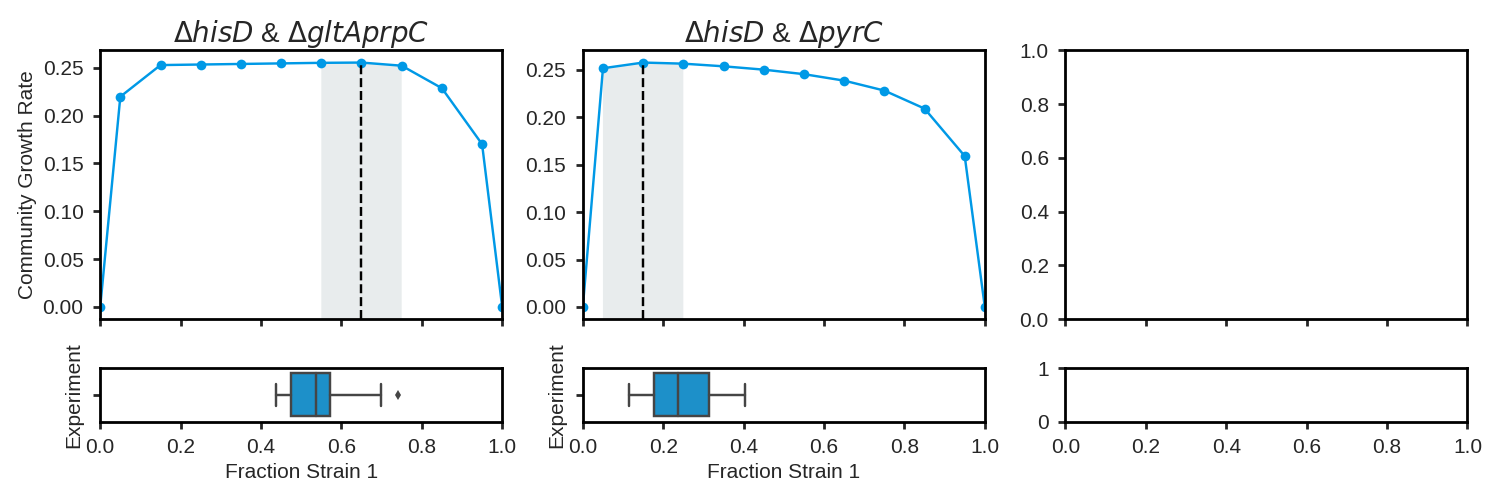 ΔhisD & ΔgltAprpC
ΔhisD & ΔpyrC
Community Growth Rate
0.25
0.20
0.15
0.10
0.05
0.00
0.25
0.20
0.15
0.10
0.05
0.00
1.0
0.8
0.6
0.4
0.2
0.0
Experiment
0.0 0.2 0.4 0.6 0.8 1.0
Fraction Strain 1
Experiment
0.0 0.2 0.4 0.6 0.8 1.0
Fraction Strain 1
1
0
0.0 0.2 0.4 0.6 0.8 1.0